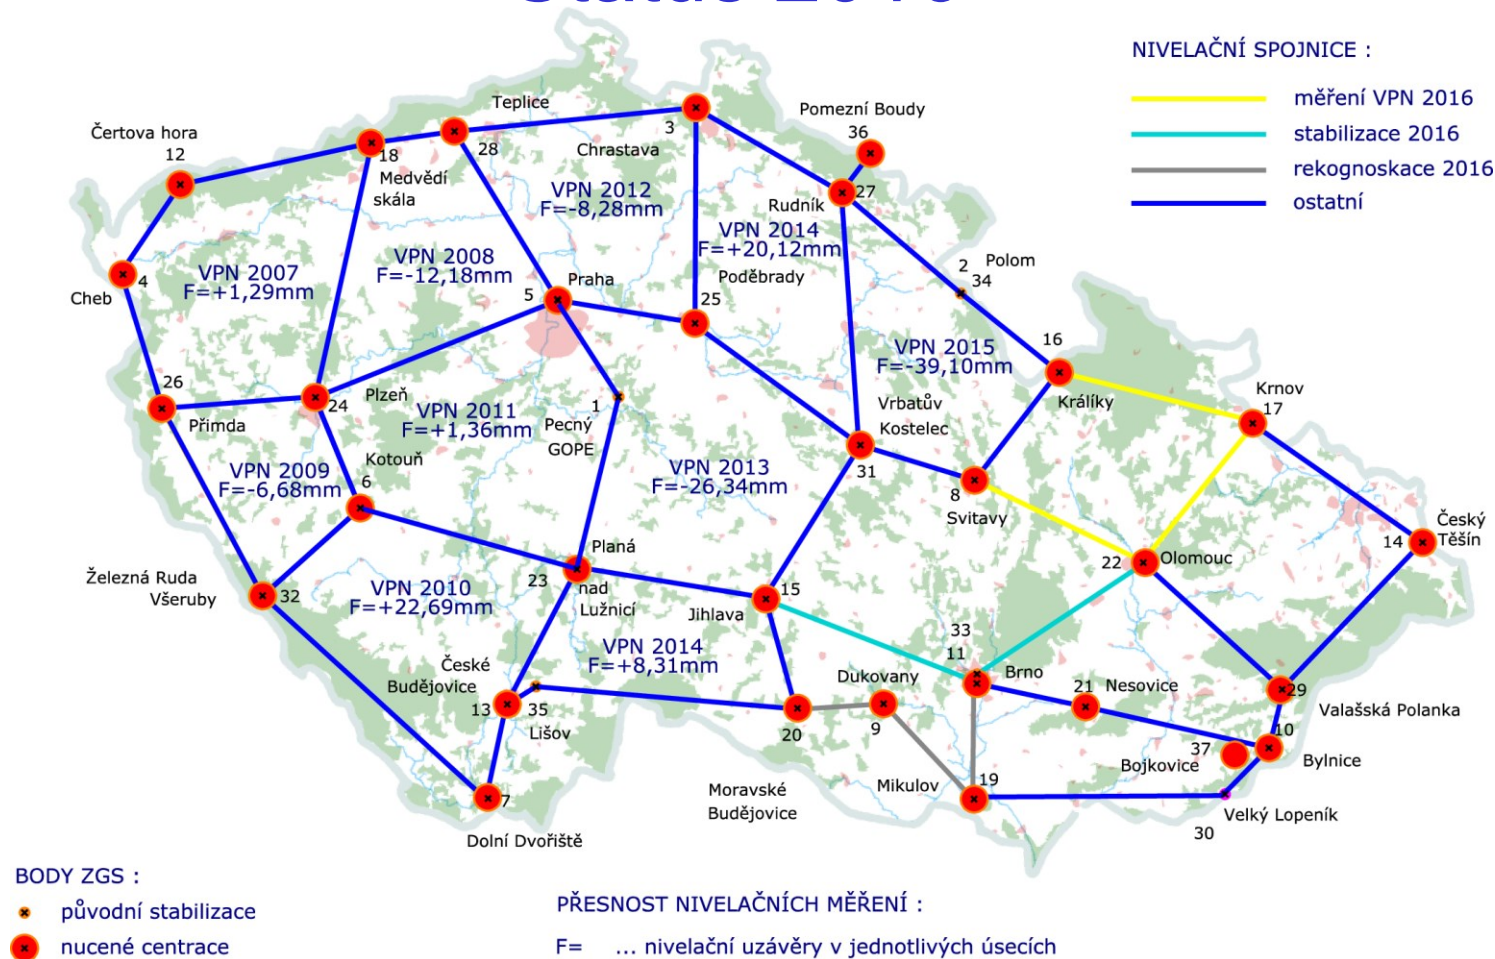 Status 2016
NIVELAČNÍ SPOJNICE :
měření VPN 2016
stabilizace 2016
rekognoskace 2016
ostatní
Teplice
28
3
Chrastava
Pomezní Boudy
36
Čertova hora
12
18
Medvědí
skála
27
Rudník
VPN 2012
F=-8,28mm
VPN 2014
F=+20,12mm
VPN 2008
F=-12,18mm
VPN 2007
F=+1,29mm
4
Cheb
Praha
5
Poděbrady
25
2
34
Polom
16
Králíky
VPN 2015
F=-39,10mm
Krnov
17
26
Přimda
24
Plzeň
VPN 2011
F=+1,36mm
1
Pecný
GOPE
Vrbatův
Kostelec
31
VPN 2009
F=-6,68mm
Kotouň
6
VPN 2013
F=-26,34mm
8
Svitavy
Český
Těšín
14
22
Olomouc
Železná Ruda
Všeruby
32
VPN 2010
F=+22,69mm
Planá
23
nad
Lužnicí
15
Jihlava
VPN 2014
F=+8,31mm
33
11
Brno
České
Budějovice
13
35
Lišov
Dukovany
9
21
Nesovice
29
Valašská Polanka
20
Moravské
Budějovice
10
Bylnice
37
Bojkovice
Mikulov
19
Velký Lopeník
30
7
Dolní Dvořiště
BODY ZGS :
původní stabilizace
nucené centrace
PŘESNOST NIVELAČNÍCH MĚŘENÍ :
F= ... nivelační uzávěry v jednotlivých úsecích